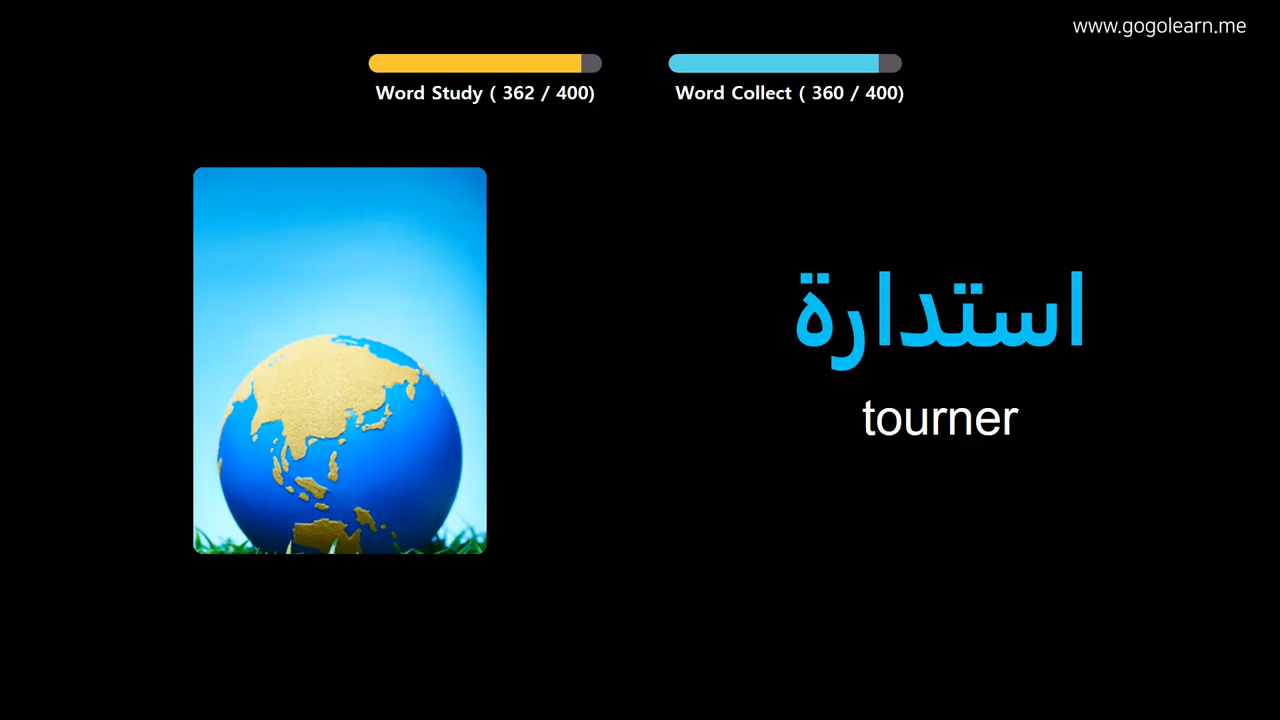 www.gogolearn.me
Word Study ( 362 / 400)
Word Collect ( 360 / 400)
استدارة
tourner